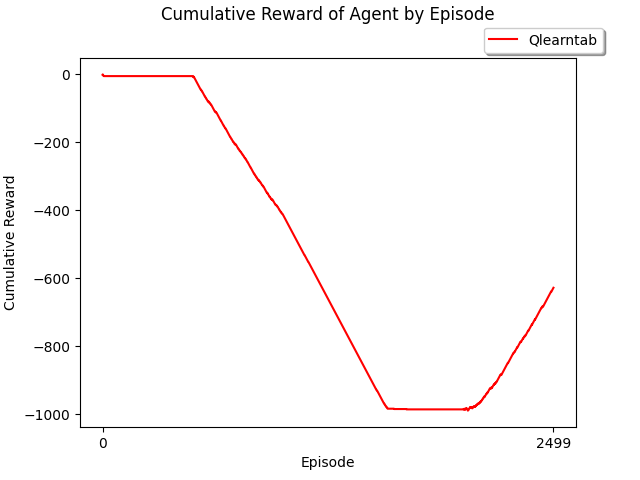 Cumulative Reward of Agent by Episode
Qlearntab
0
−200
−400
−600
−800
−1000
Cumulative Reward
0
2499
Episode